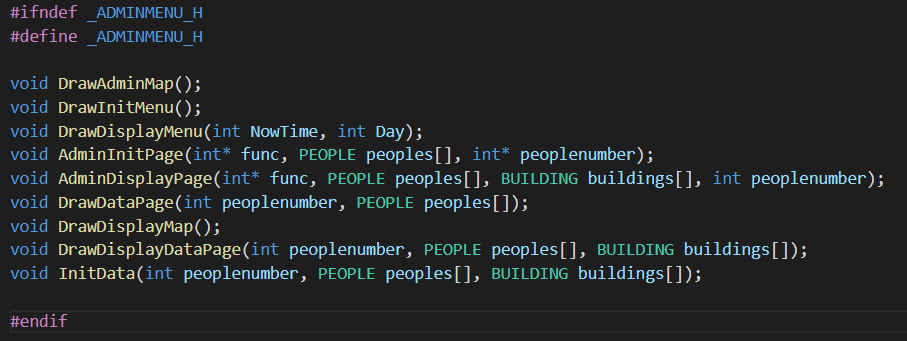 #ifndef _ADMINMENU_H
#define _ADMINMENU_H
void DrawAdminMap();
void DrawInitMenu();
void DrawDisplayMenu(int NowTime, int Day);
void AdminInitPage(int* func, PEOPLE peoples[], int* peoplenumber);
void AdminDisplayPage(int* func, PEOPLE peoples[], BUILDING buildings[], int peoplenumber);
void DrawDataPage(int peoplenumber, PEOPLE peoples[]);
void DrawDisplayMap();
void DrawDisplayDataPage(int peoplenumber, PEOPLE peoples[], BUILDING buildings[]);
void InitData(int peoplenumber, PEOPLE peoples[], BUILDING buildings[]);
#endif